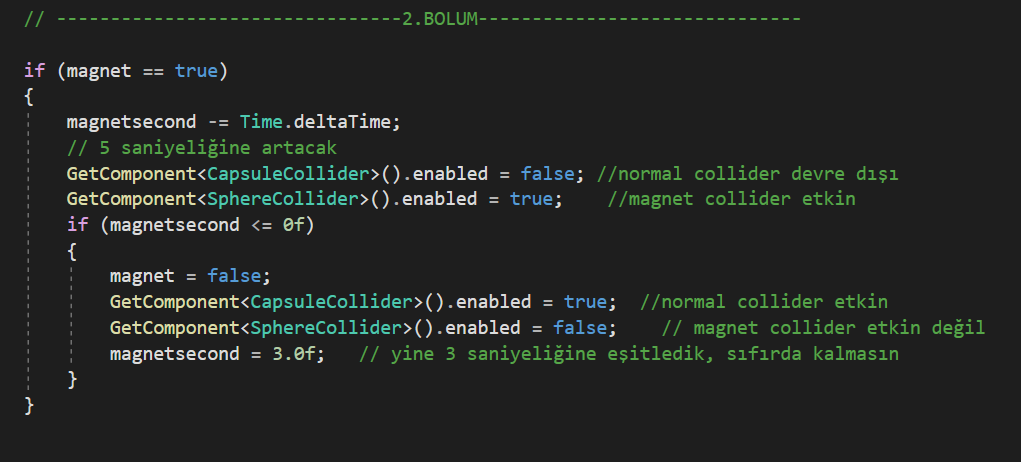 // --------------------------------2.BOLUM------------------------------
if (magnet == true)
{
magnetsecond -= Time.deltaTime;
// 5 saniyeliğine artacak
GetComponent<CapsuleCollider>().enabled = false; //normal collider devre dışı
GetComponent<SphereCollider>().enabled = true; //magnet collider etkin
if (magnetsecond <= 0f)
{
magnet = false;
GetComponent<CapsuleCollider>().enabled = true; //normal collider etkin
GetComponent<SphereCollider>().enabled = false; // magnet collider etkin değil
magnetsecond = 3.0f; // yine 3 saniyeliğine eşitledik, sıfırda kalmasın
}
}